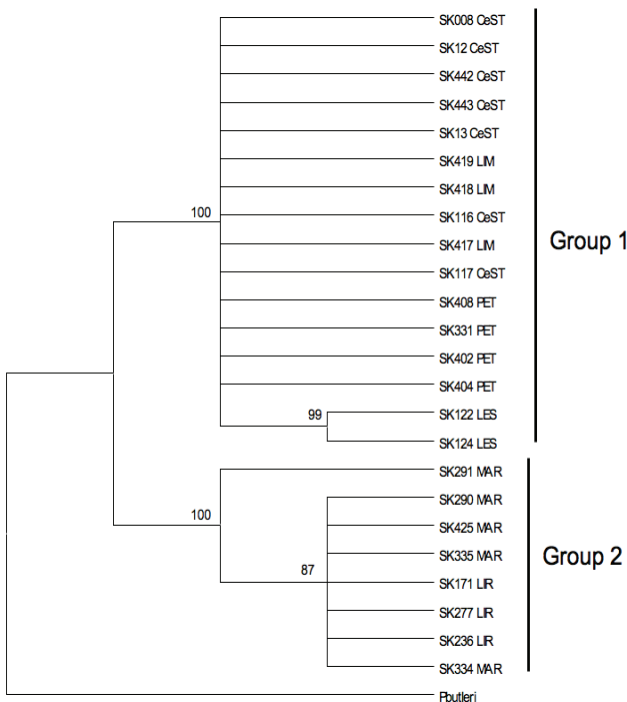 SK008 CeST
SK12 CeST
SK442 CeST
SK443 CeST
SK13 CeST
SK419 LIM
SK418 LIM
SK116 CeST
SK417 LIM
SK117 CeST
SK408 PET
SK331 PET
SK402 PET
SK404 PET
SK122 LES
SK124 LES
SK291 MAR
SK290 MAR
SK425 MAR
SK335 MAR
SK171 LIR
SK277 LIR
SK236 LIR
SK334 MAR
Pbutleri
100
99
100
87
Group 1
Group 2